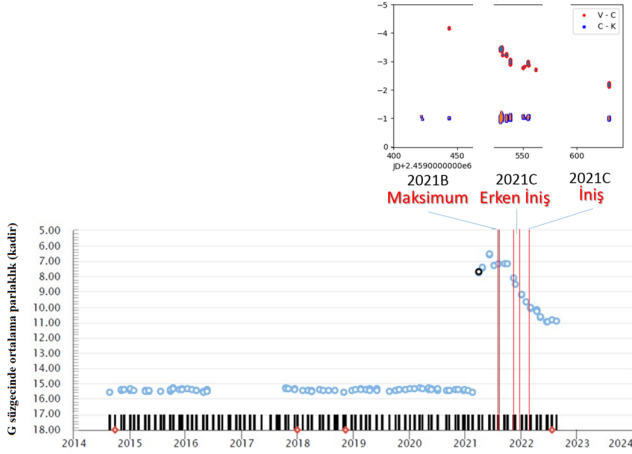 −5
−4
−3
−2
−1
0
V - C
C - K
400 450 550 600
JD+2.4590000000e6
2021B 2021C 2021C
Maksimum Erken İniş İniş
G süzgecinde ortalama parlaklık (kadir)
5.00
6.00
7.00
8.00
9.00
10.00
11.00
12.00
13.00
14.00
15.00
16.00
17.00
18.00
2014 2015 2016 2017 2018 2019 2020 2021 2022 2023 2024